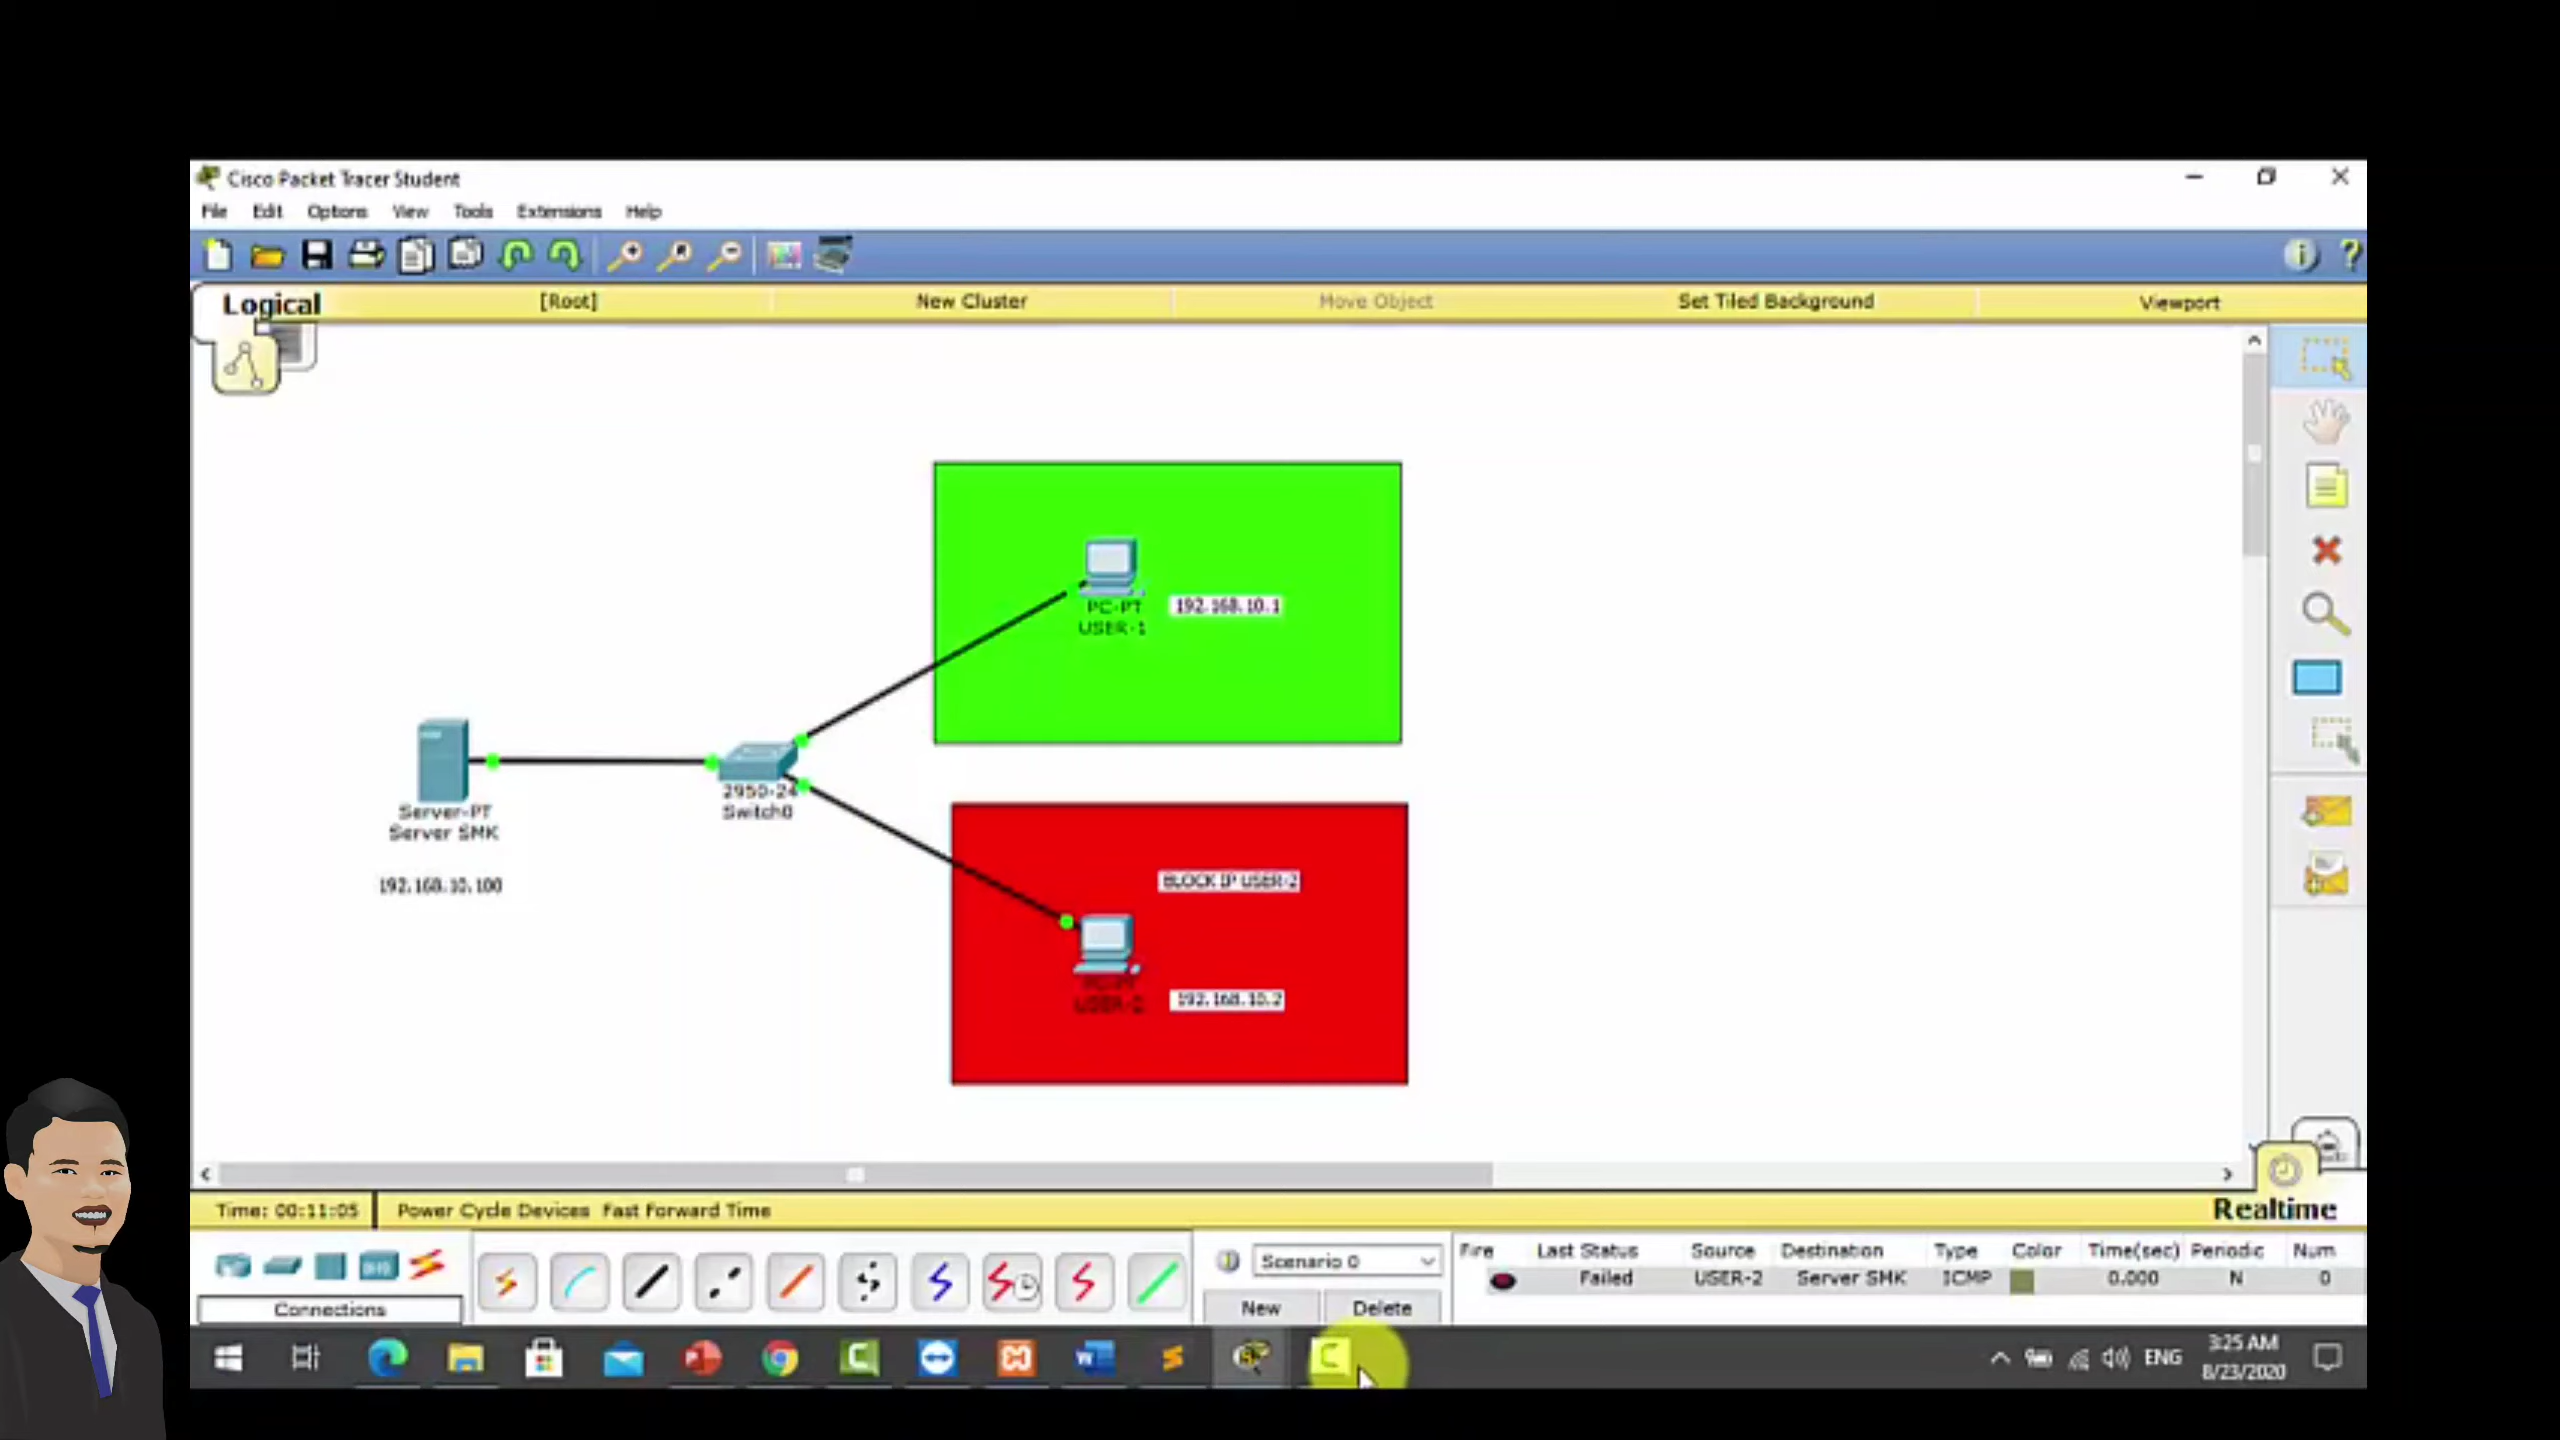 Cisco Packet Tracer Student
File Edit Options View Tools Extensions Help
Logical [Root] New Cluster Move Object Set Tiled Background Viewport
PC-PT
USER-1
192.168.10.1
Server-PT
Server SMK
192.168.10.100
2950-24
Switch0
BLOCK IP USER-2
PC-PT
USER-2
192.168.10.2
Time: 00:11:05 Power Cycle Devices Fast Forward Time Realtime
Scenario 0
New Delete
Connections
Fire Last Status Source Destination Type Color Time(sec) Periodic Num
Failed USER-2 Server SMK ICMP 0.000 N 0
ENG
3:25 AM
8/23/2020